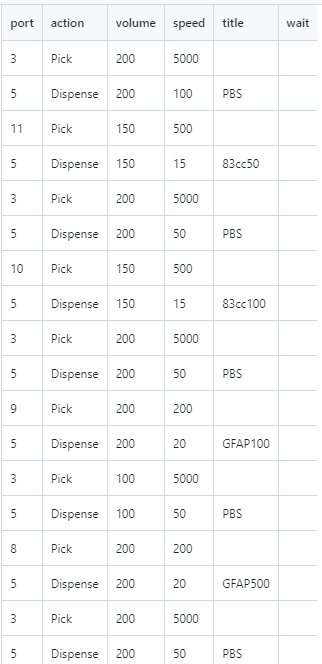 port action volume speed title wait
3 Pick 200 5000
5 Dispense 200 100 PBS
11 Pick 150 500
5 Dispense 150 15 83cc50
3 Pick 200 5000
5 Dispense 200 50 PBS
10 Pick 150 500
5 Dispense 150 15 83cc100
3 Pick 200 5000
5 Dispense 200 50 PBS
9 Pick 200 200
5 Dispense 200 20 GFAP100
3 Pick 100 5000
5 Dispense 100 50 PBS
8 Pick 200 200
5 Dispense 200 20 GFAP500
3 Pick 200 5000
5 Dispense 200 50 PBS